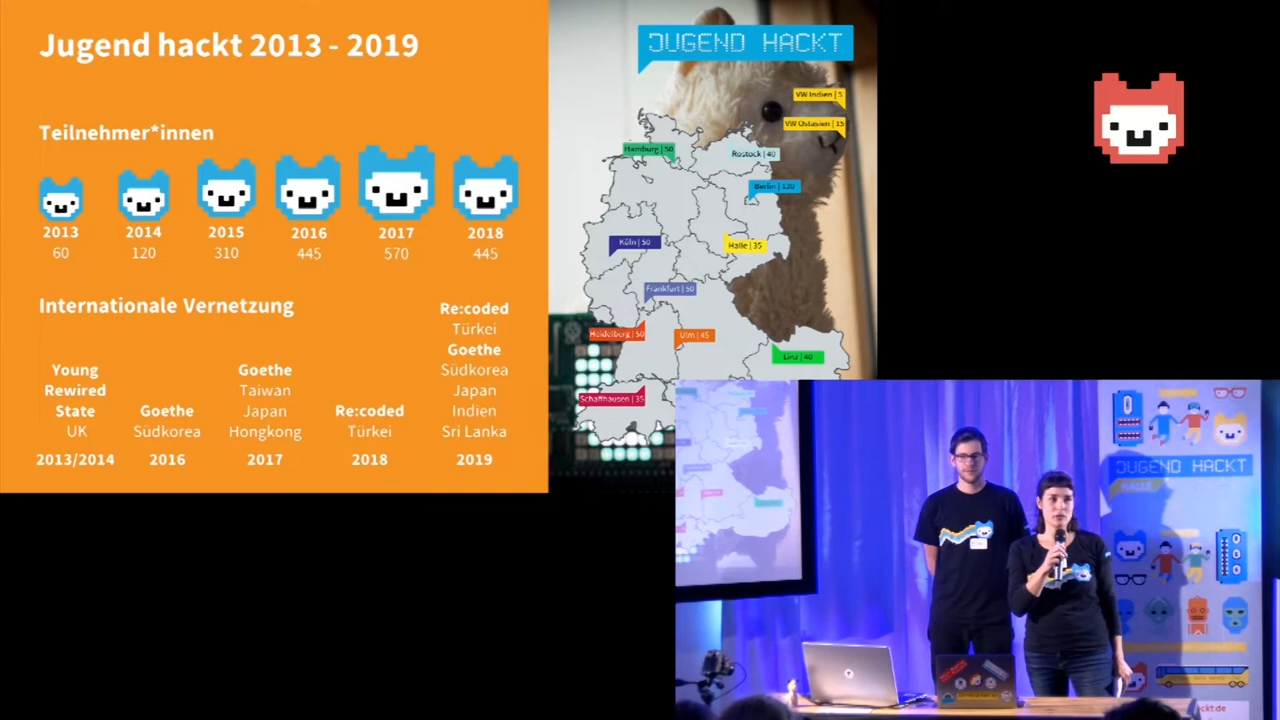 Jugend hackt 2013 - 2019
Teilnehmer*innen
2013 2014 2015 2016 2017 2018
60 120 310 445 570 445
Internationale Vernetzung
Young
Rewired
State
UK
2013/2014
Goethe
Südkorea
2016
Goethe
Taiwan
Japan
Hongkong
2017
Re:coded
Türkei
2018
Re:coded
Türkei
Goethe
Südkorea
Japan
Indien
Sri Lanka
2019
JUGEND HACKT
VW Indien | 5
VW Ostasien | 15
Hamburg | 50
Rostock | 40
Berlin | 120
Köln | 50
Halle | 35
Frankfurt | 50
Heidelberg | 50
Ulm | 45
Linz | 40
Schaffhausen | 35
JUGEND HACKT
HALLE
ckt.de